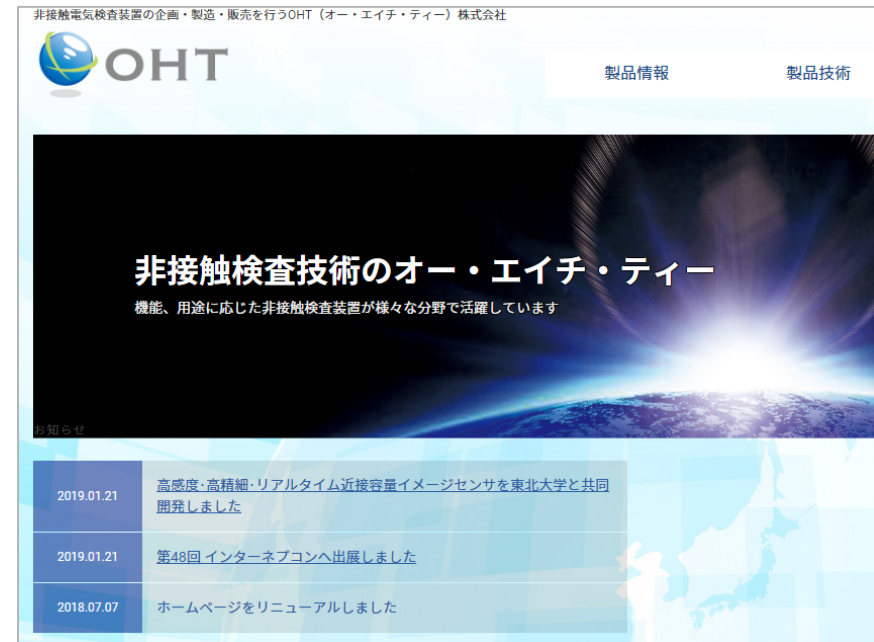 非接触電気検査装置の企画・製造・販売を行うOHT（オー・エイチ・ティー）株式会社
OHT
製品情報
製品技術
非接触検査技術のオー・エイチ・ティー
機能、用途に応じた非接触検査装置が様々な分野で活躍しています
お知らせ
2019.01.21
高感度･高精細･リアルタイム近接容量イメージセンサを東北大学と共同
開発しました
2019.01.21
第48回 インターネプコンへ出展しました
2018.07.07
ホームページをリニューアルしました